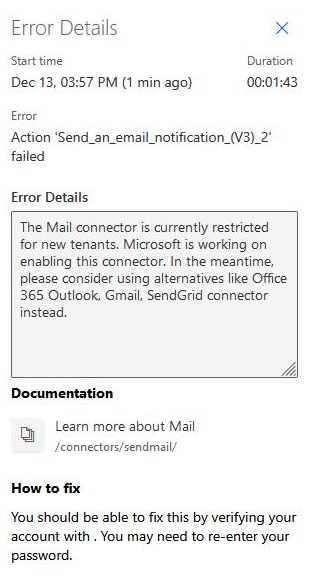 Error Details
Start time
Duration
Dec 13, 03:57 PM (1 min ago)
00:01:43
Error
Action 'Send_an_email_notification_(V3)_2'
failed
Error Details
The Mail connector is currently restricted
for new tenants. Microsoft is working on
enabling this connector. In the meantime,
please consider using alternatives like Office
365 Outlook, Gmail, SendGrid connector
instead.
Documentation
Learn more about Mail
/connectors/sendmail/
How to fix
You should be able to fix this by verifying your
account with . You may need to re-enter your
password.